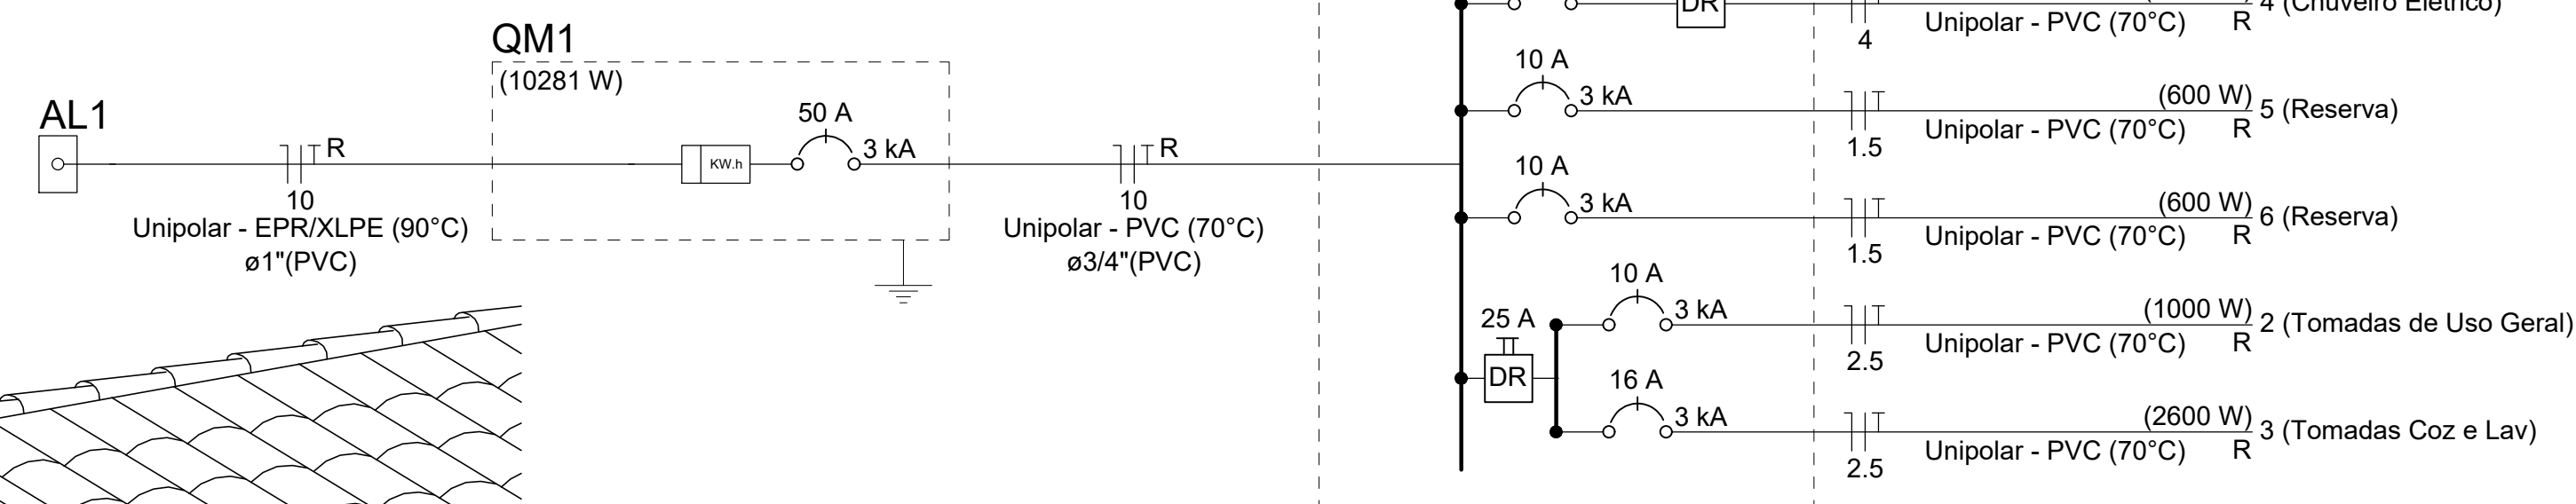 QM1
(10281 W)
AL1
R
10
Unipolar - EPR/XLPE (90°C)
ø1"(PVC)
KW.h
50 A
3 kA
R
10
Unipolar - PVC (70°C)
ø3/4"(PVC)
DR
4
Unipolar - PVC (70°C)
R
4 (Chuveiro Elétrico)
10 A
3 kA
1.5
(600 W)
Unipolar - PVC (70°C)
R
5 (Reserva)
10 A
3 kA
1.5
(600 W)
Unipolar - PVC (70°C)
R
6 (Reserva)
25 A
DR
10 A
3 kA
2.5
(1000 W)
Unipolar - PVC (70°C)
R
2 (Tomadas de Uso Geral)
16 A
3 kA
2.5
(2600 W)
Unipolar - PVC (70°C)
R
3 (Tomadas Coz e Lav)